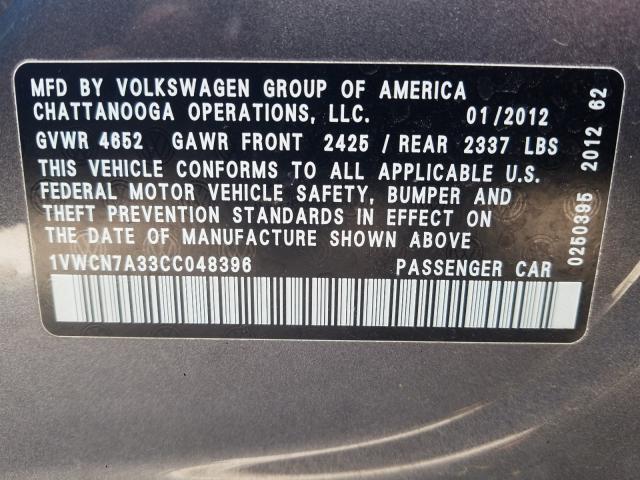 MFD BY VOLKSWAGEN GROUP OF AMERICA
CHATTANOOGA OPERATIONS, LLC. 01/2012
GVWR 4652 GAWR FRONT 2425 / REAR 2337 LBS
THIS VEHICLE CONFORMS TO ALL APPLICABLE U.S.
FEDERAL MOTOR VEHICLE SAFETY, BUMPER AND
THEFT PREVENTION STANDARDS IN EFFECT ON
THE DATE OF MANUFACTURE SHOWN ABOVE
1VWCN7A33CC048396 PASSENGER CAR
0250395 2012 62